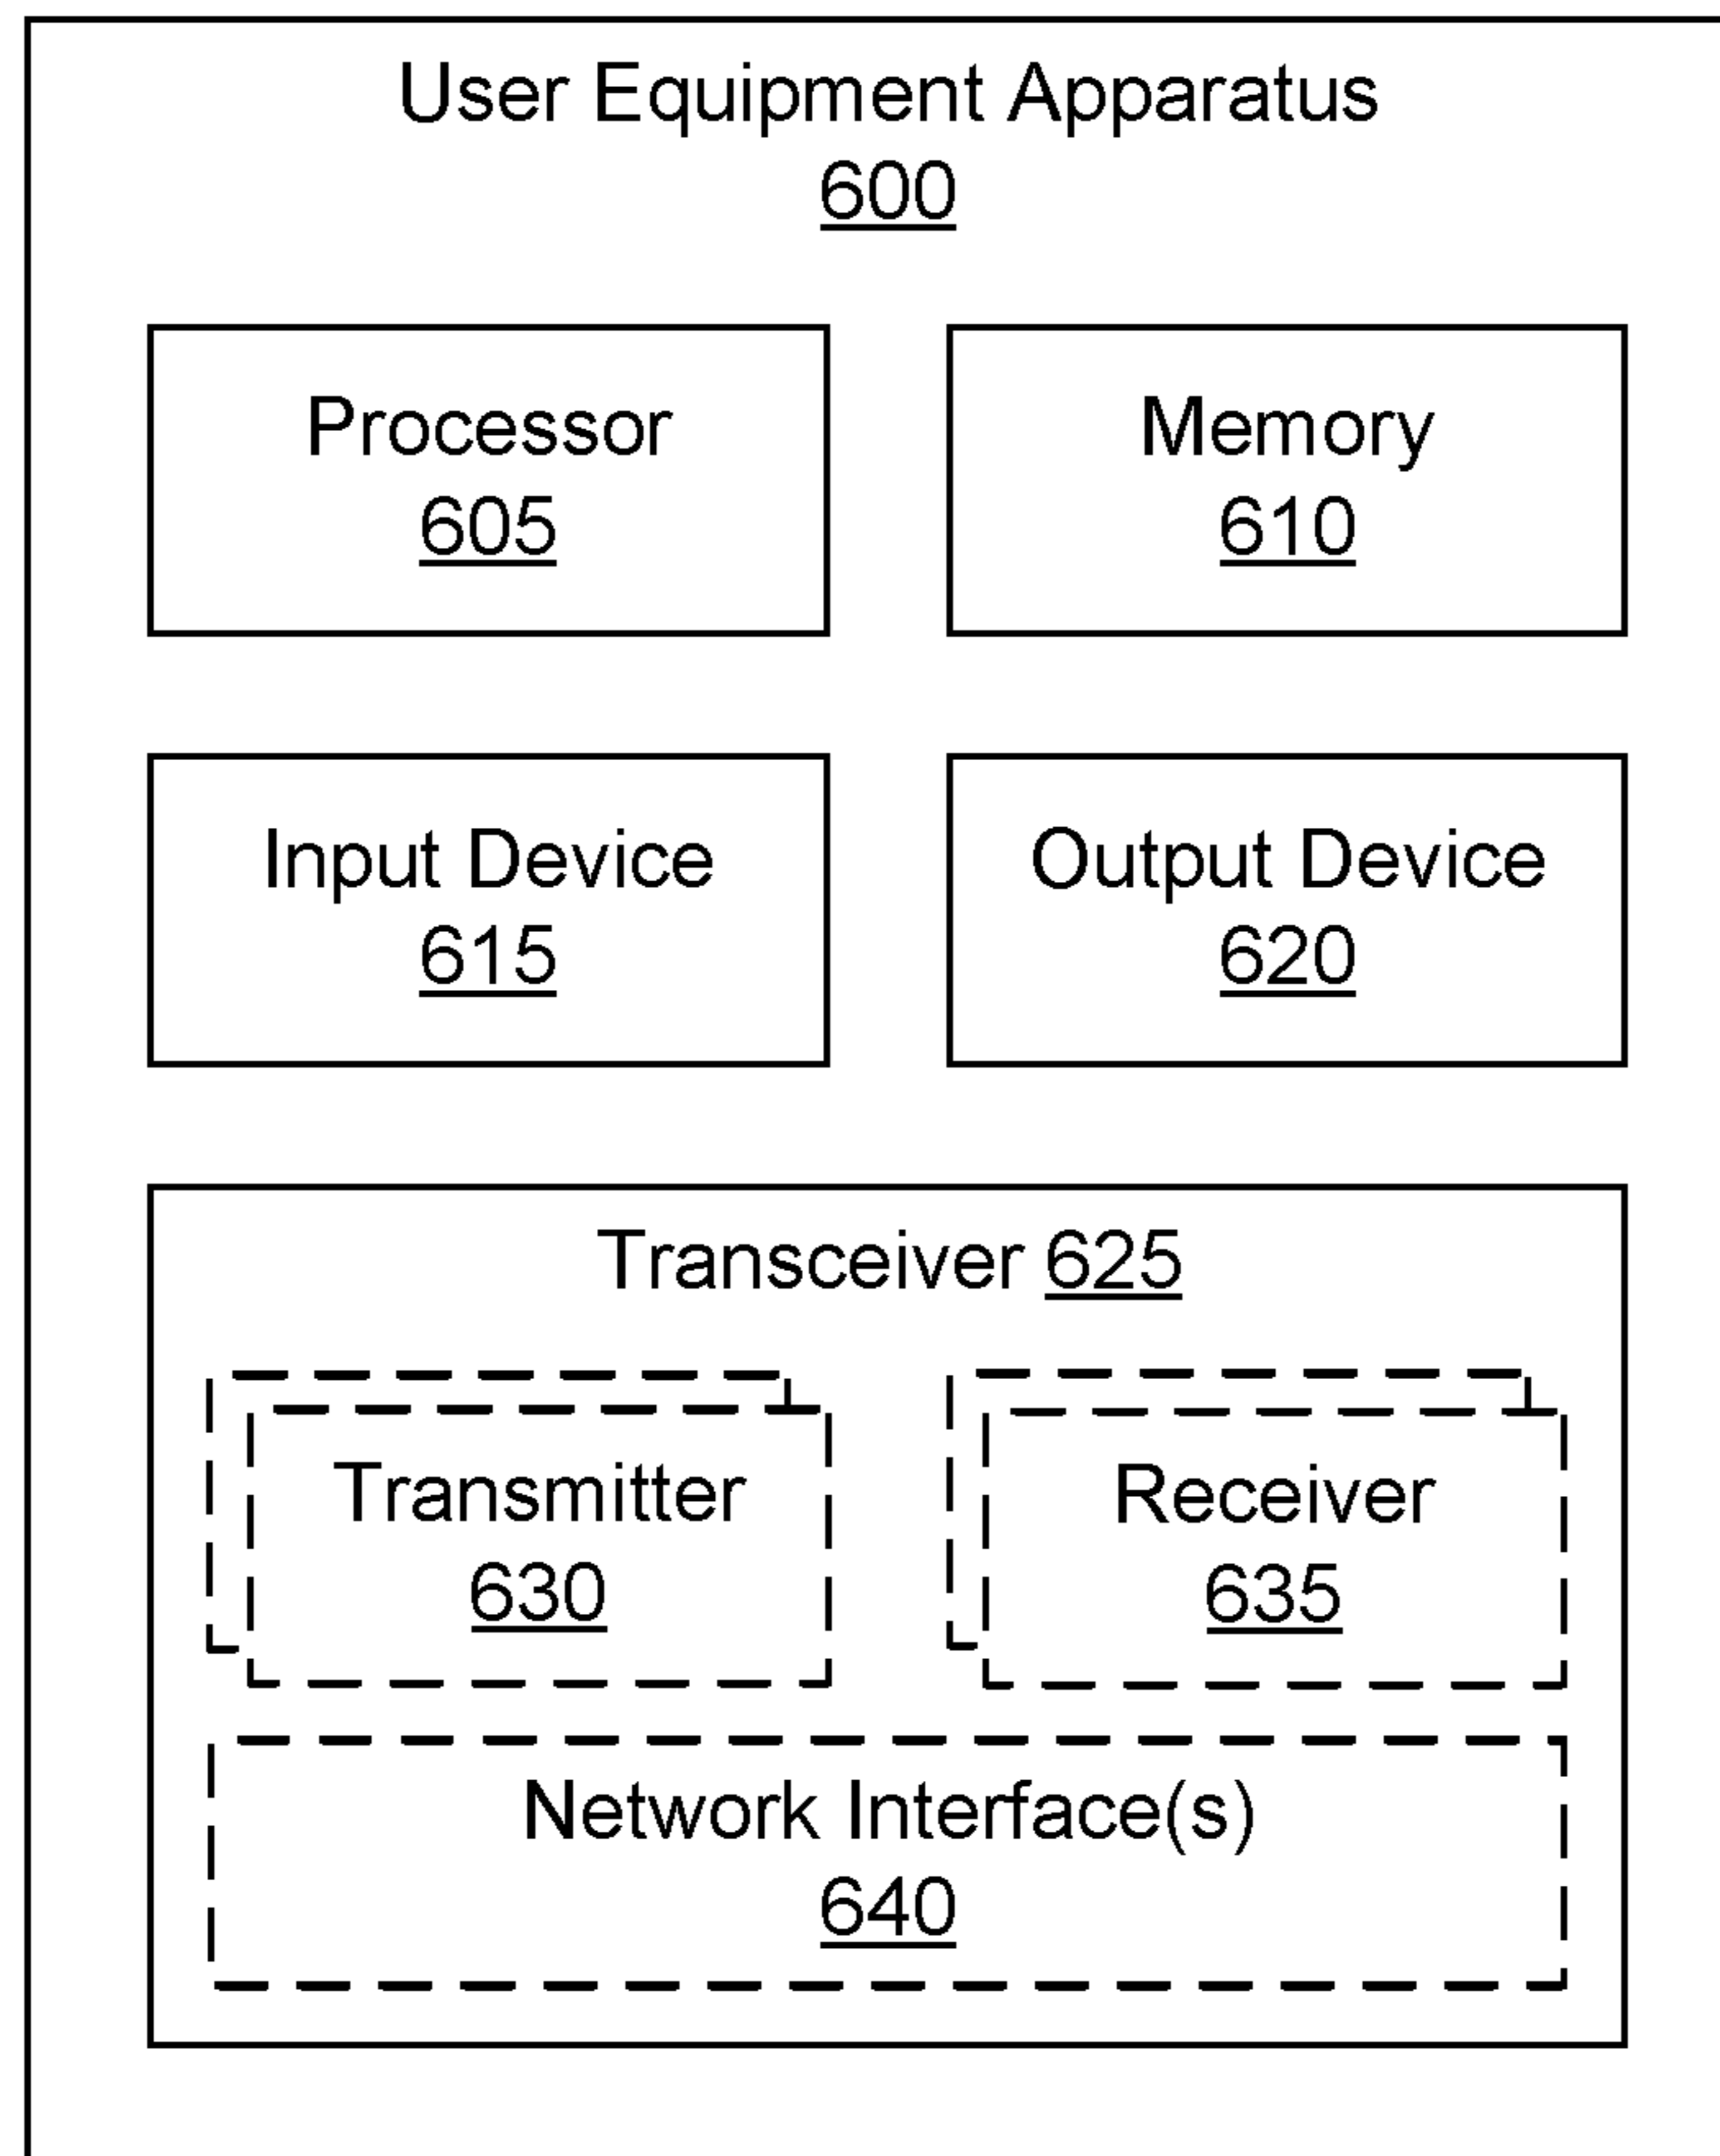 User Equipment Apparatus
600
Processor
605
Memory
610
Input Device
615
Output Device
620
Transceiver 625
Transmitter
630
Receiver
635
Network Interface(s)
640